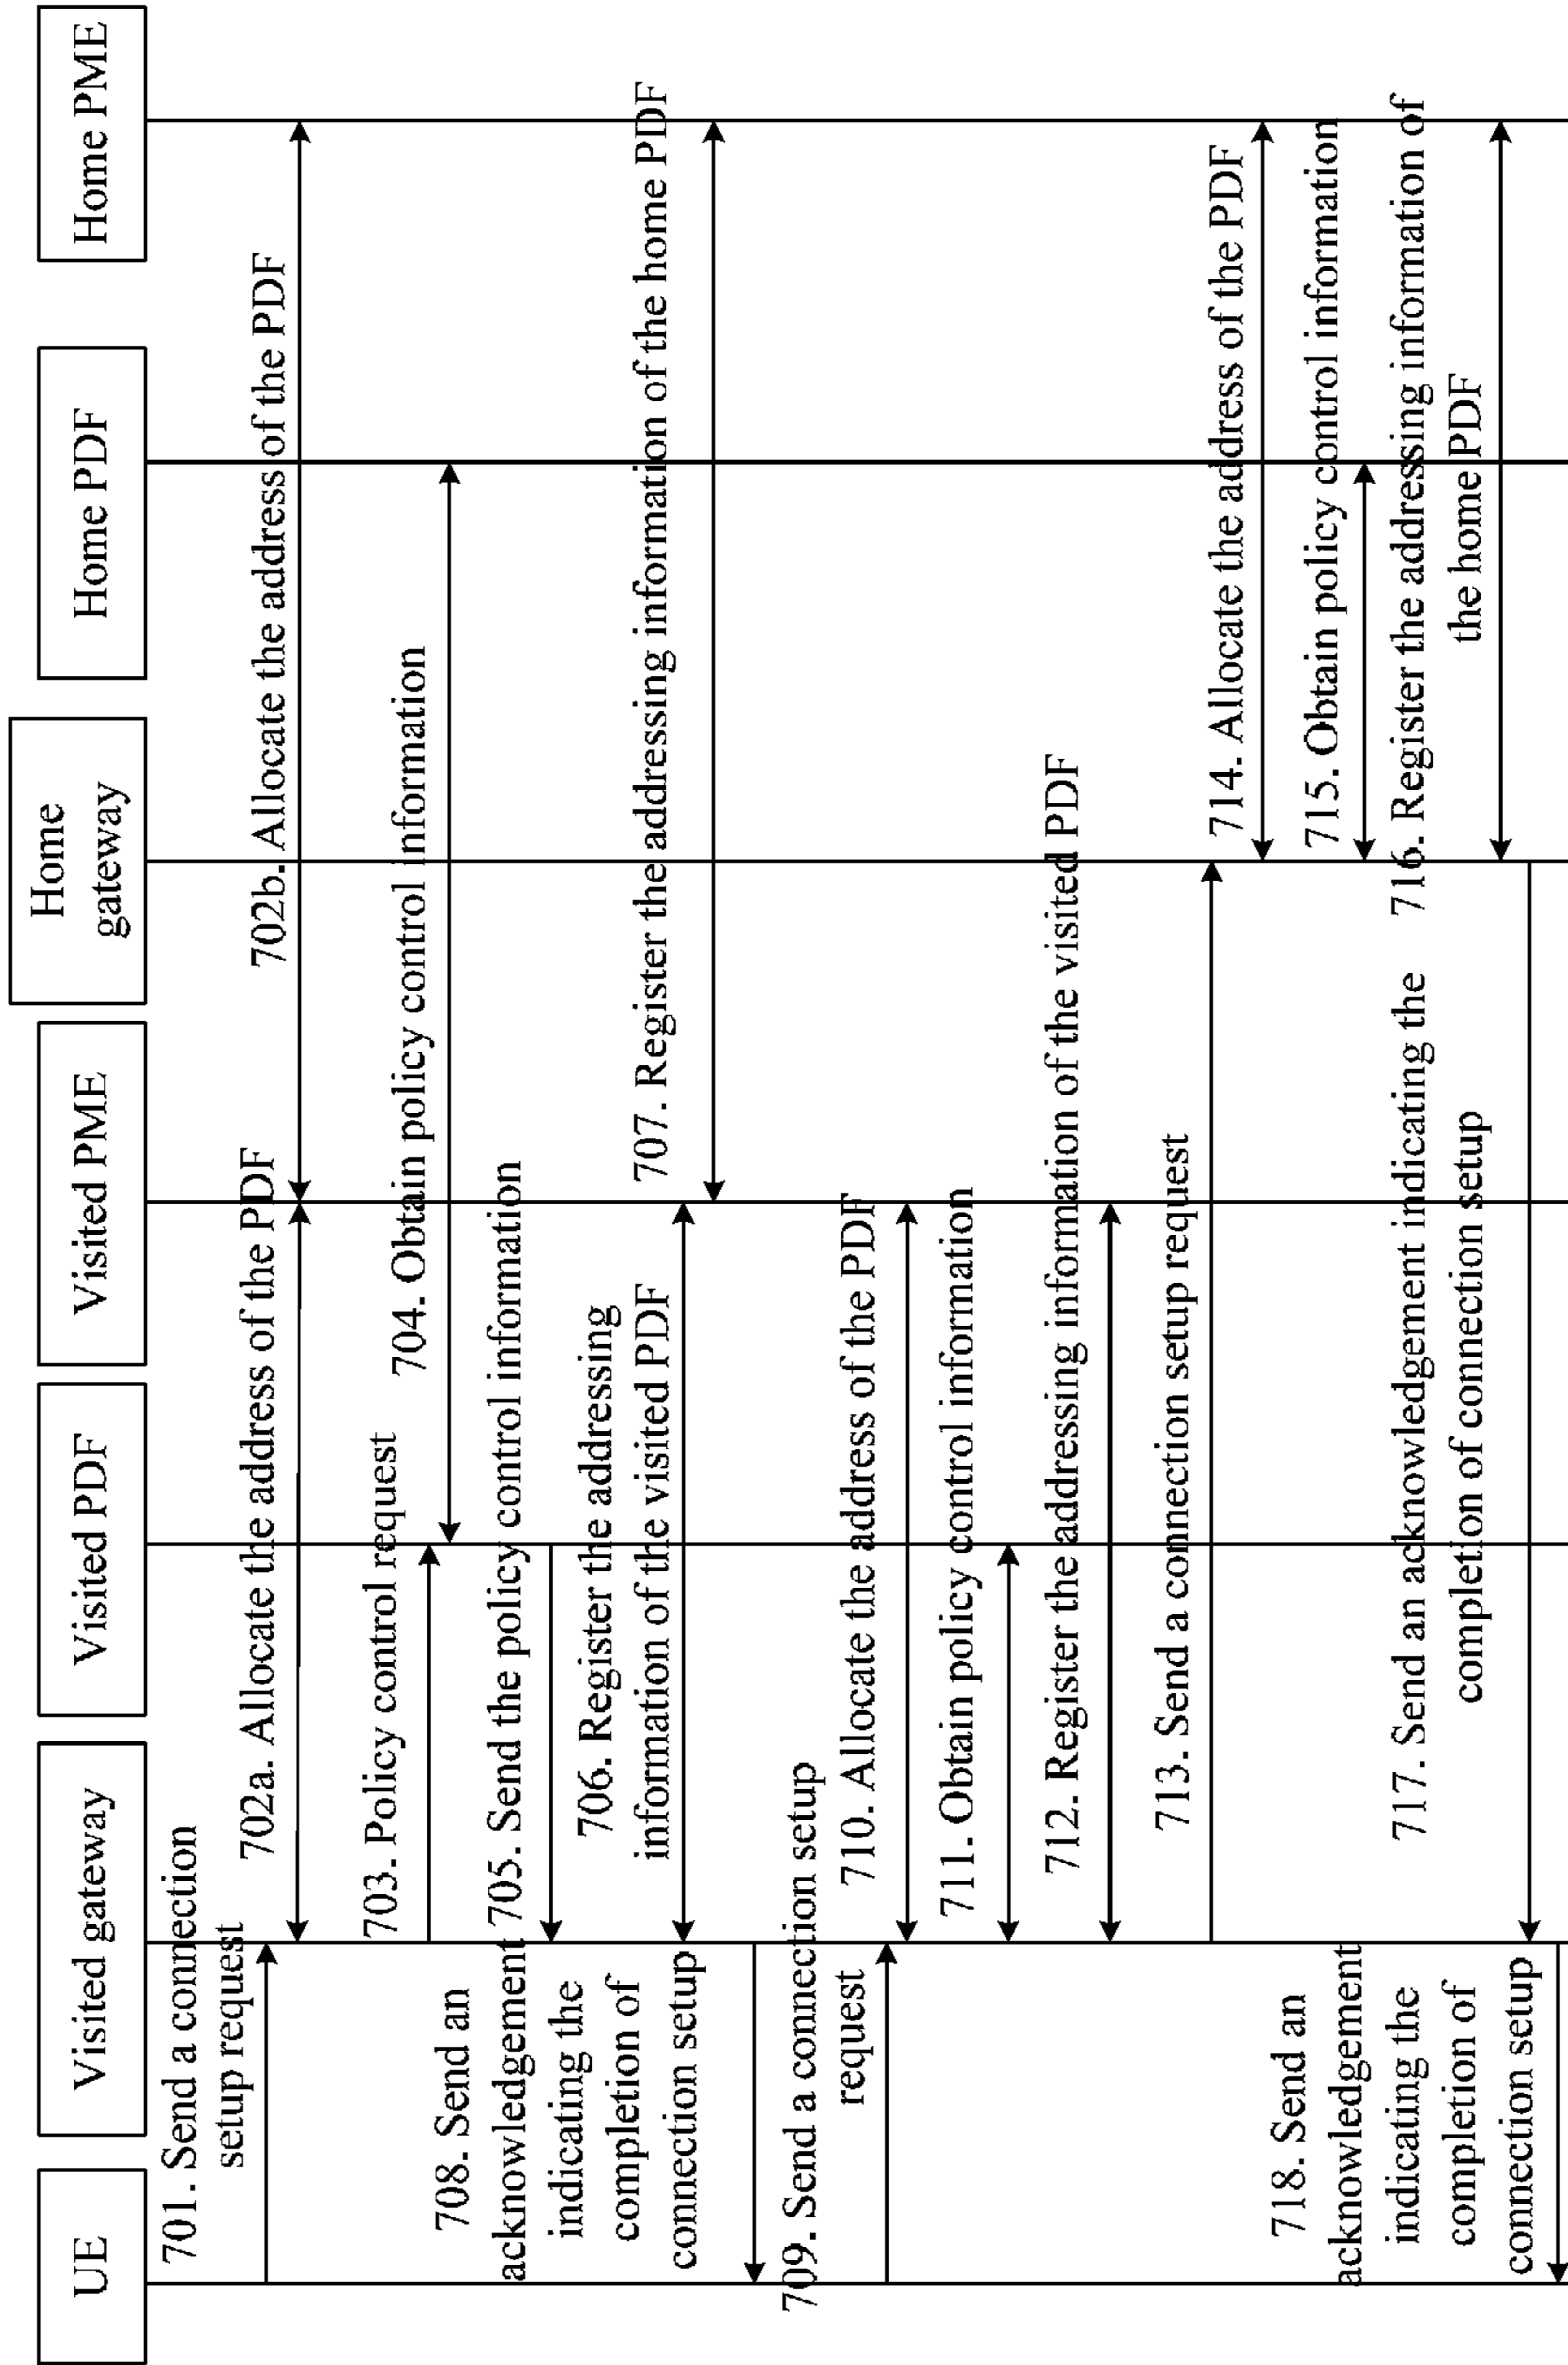 UE
Visited gateway
Visited PDF
Visited PME
Home
gateway
Home PDF
Home PME
701. Send a connection
setup request
702a. Allocate the address of the PDF
702b. Allocate the address of the PDF
703. Policy control request
704. Obtain policy control information
705. Send the policy control information
706. Register the addressing
information of the visited PDF
707. Register the addressing information of the home PDF
708. Send an
acknowledgement
indicating the
completion of
connection setup
709. Send a connection setup
request
710. Allocate the address of the PDF
711. Obtain policy control information
712. Register the addressing information of the visited PDF
713. Send a connection setup request
714. Allocate the address of the PDF
715. Obtain policy control information
716. Register the addressing information of
the home PDF
717. Send an acknowledgement indicating the
completion of connection setup
718. Send an
acknowledgement
indicating the
completion of
connection setup